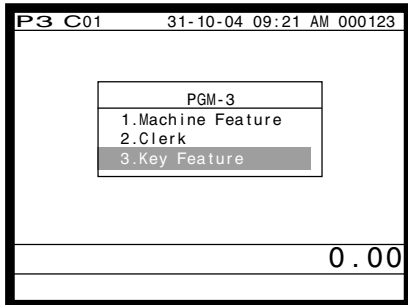 P3 C01 31-10-04 09:21 AM 000123
PGM-3
1.Machine Feature
2.Clerk
3.Key Feature
0.00